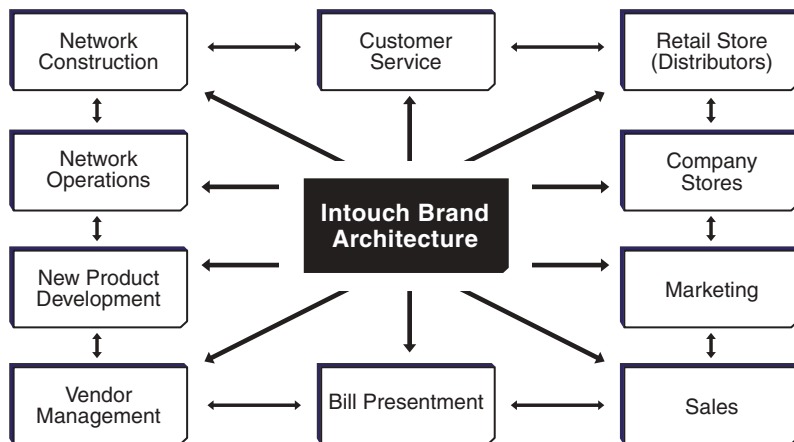 Network
Construction
Customer
Service
Retail Store
(Distributors)
Network
Operations
Intouch Brand
Architecture
Company
Stores
New Product
Development
Marketing
Vendor
Management
Bill Presentment
Sales